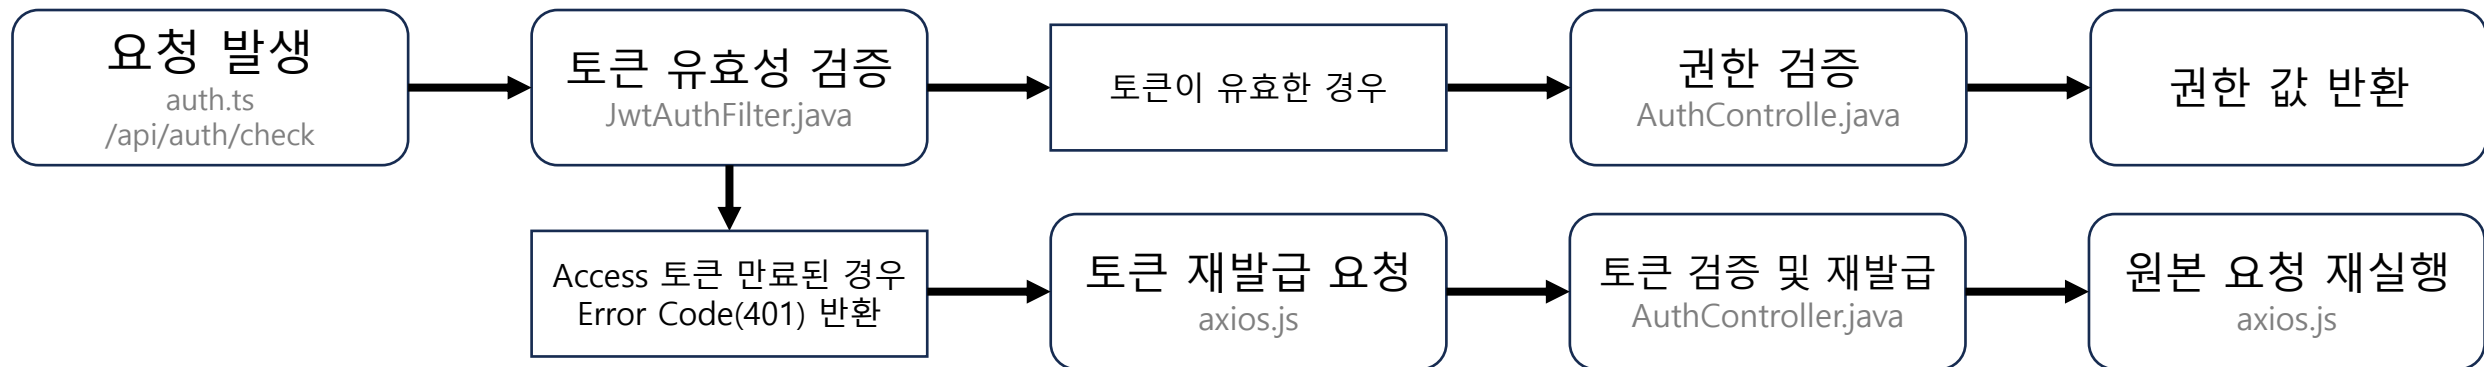 요청 발생
auth.ts
/api/auth/check
토큰 유효성 검증
JwtAuthFilter.java
토큰이 유효한 경우
권한 검증
AuthControlle.java
권한 값 반환
Access 토큰 만료된 경우
Error Code(401) 반환
토큰 재발급 요청
axios.js
토큰 검증 및 재발급
AuthController.java
원본 요청 재실행
axios.js